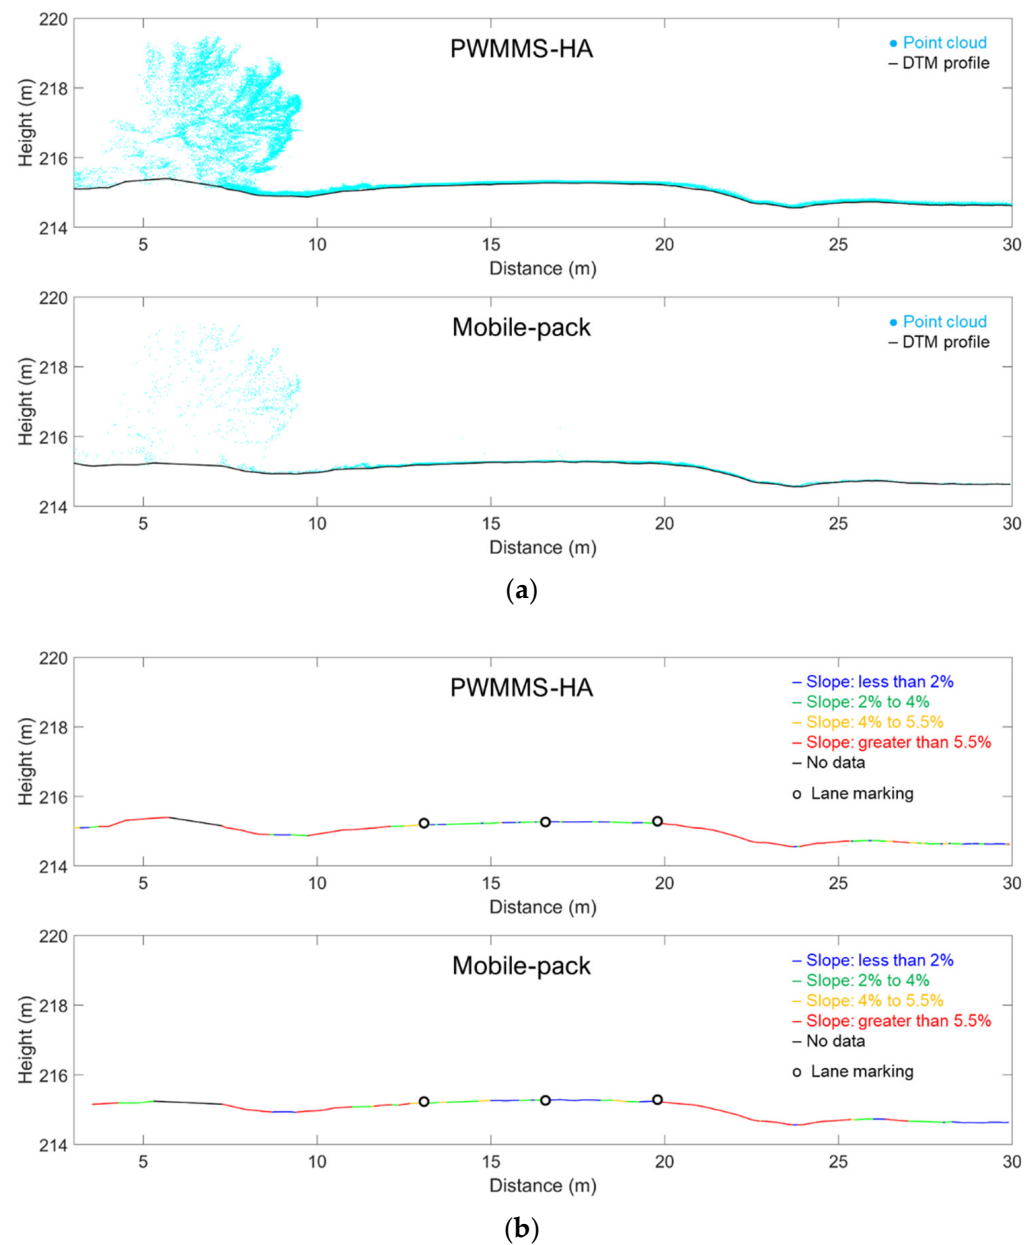 220
218
216
214
Height (m)
PWMMS-HA
Point cloud
DTM profile
5 10 15 20 25 30
Distance (m)
220
218
216
214
Height (m)
Mobile-pack
Point cloud
DTM profile
5 10 15 20 25 30
Distance (m)
(a)
220
218
216
214
Height (m)
PWMMS-HA
Slope: less than 2%
Slope: 2% to 4%
Slope: 4% to 5.5%
Slope: greater than 5.5%
No data
Lane marking
5 10 15 20 25 30
Distance (m)
220
218
216
214
Height (m)
Mobile-pack
Slope: less than 2%
Slope: 2% to 4%
Slope: 4% to 5.5%
Slope: greater than 5.5%
No data
Lane marking
5 10 15 20 25 30
Distance (m)
(b)